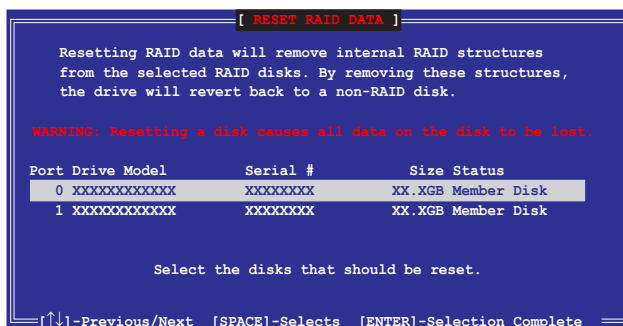 [ RESET RAID DATA ]
Resetting RAID data will remove internal RAID structures
from the selected RAID disks. By removing these structures,
the drive will revert back to a non-RAID disk.
WARNING: Resetting a disk causes all data on the disk to be lost.
Port Drive Model Serial # Size Status
0 XXXXXXXXXXXX XXXXXXXX XX.XGB Member Disk
1 XXXXXXXXXXXX XXXXXXXX XX.XGB Member Disk
Select the disks that should be reset.
[↑↓]-Previous/Next [SPACE]-Selects [ENTER]-Selection Complete